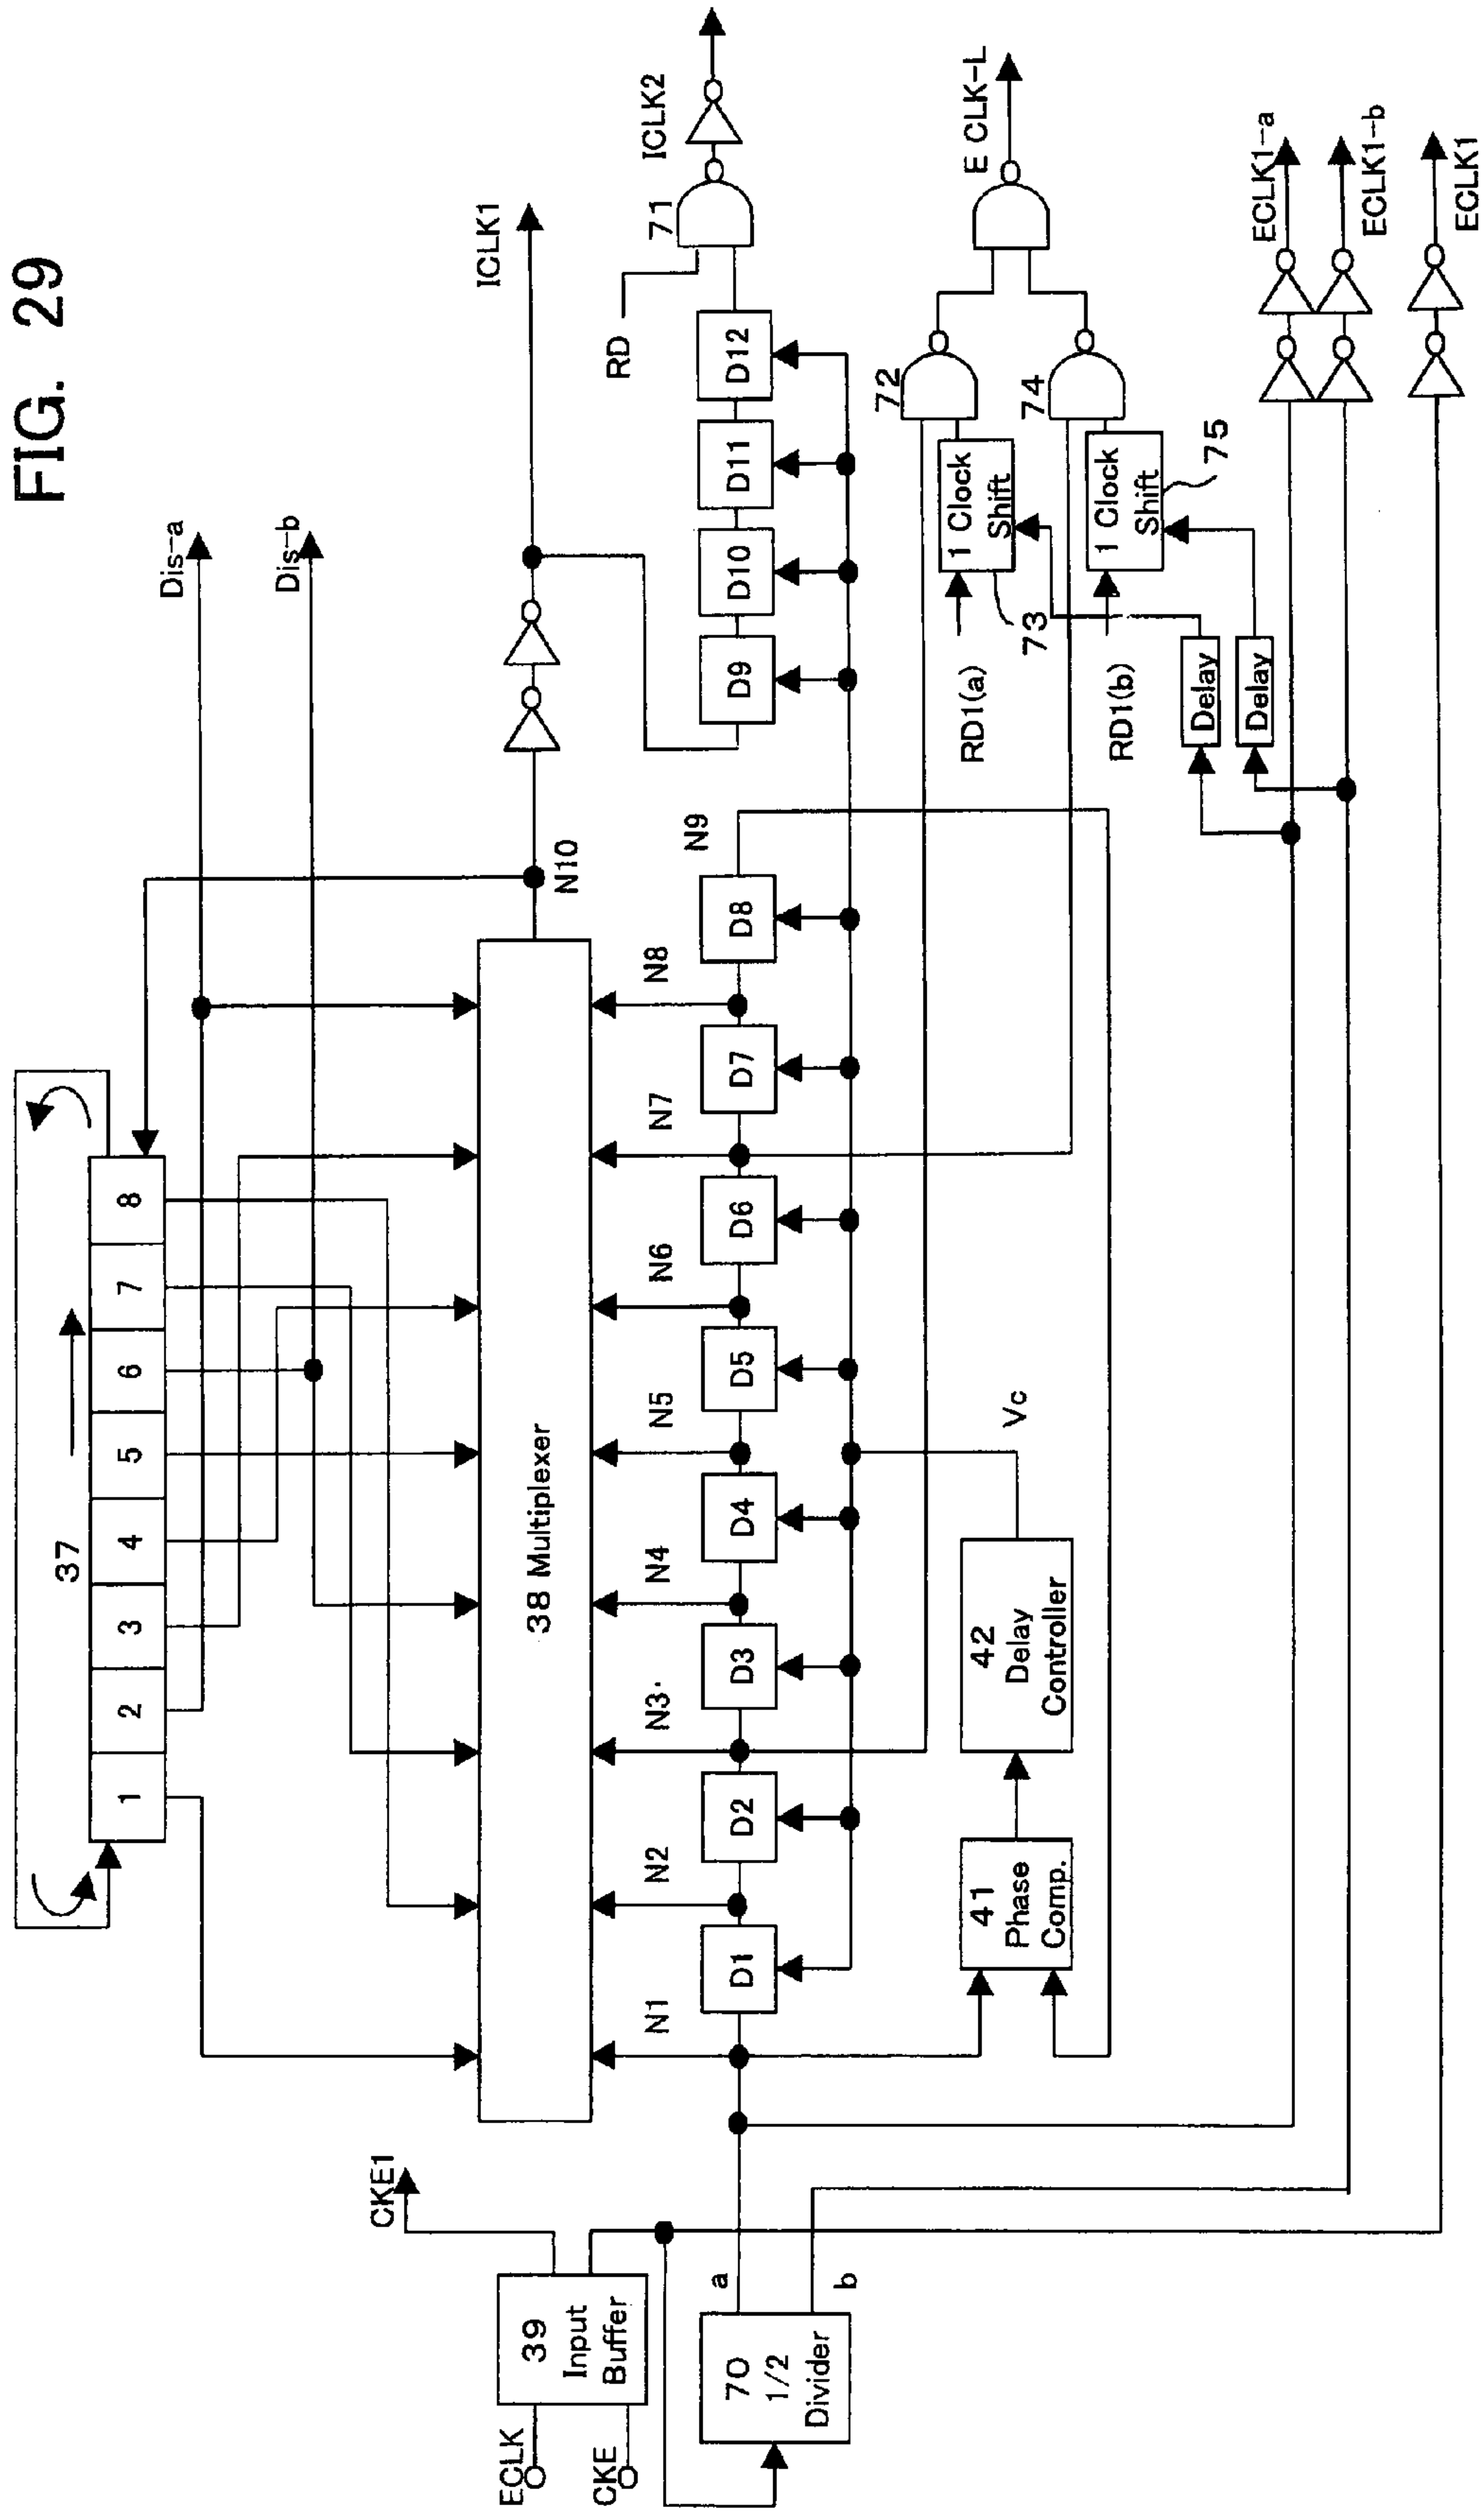 FIG. 29
37
1 2 3 4 5 6 7 8
Dis-a
Dis-b
CKE1
ECLK
CKE
39
Input
Buffer
38 Multiplexer
N10
ICLK1
N1
N2
N3
N4
N5
N6
N7
N8
N9
RD
71
ICLK2
70
1/2
Divider
a
b
D1
D2
D3
D4
D5
D6
D7
D8
D9
D10
D11
D12
41
Phase
Comp.
42
Delay
Controller
Vc
RD1(a)
1 Clock
Shift
73
72
RD1(b)
1 Clock
Shift
75
74
E CLK-L
Delay
Delay
ECLK1-a
ECLK1-b
ECLK1